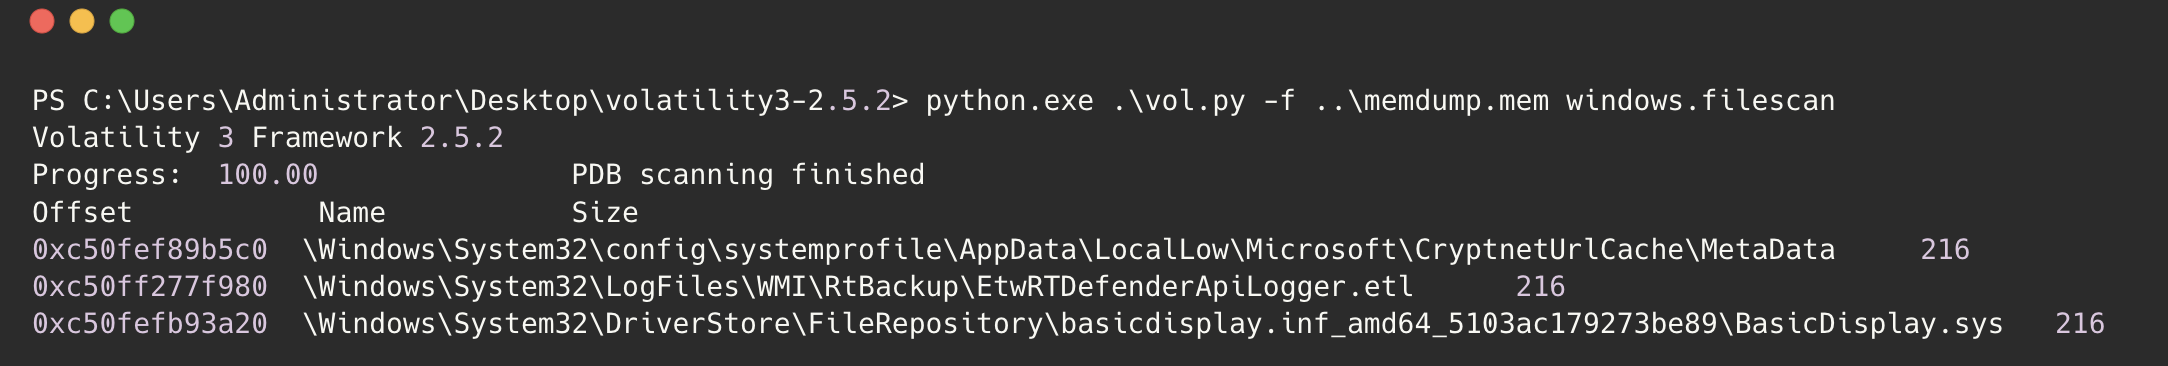 PS C:\Users\Administrator\Desktop\volatility3-2.5.2> python.exe .\vol.py -f ..\memdump.mem windows.filescan
Volatility 3 Framework 2.5.2
Progress:  100.00               PDB scanning finished
Offset           Name           Size
0xc50fef89b5c0  \Windows\System32\config\systemprofile\AppData\LocalLow\Microsoft\CryptnetUrlCache\MetaData     216
0xc50ff277f980  \Windows\System32\LogFiles\WMI\RtBackup\EtwRTDefenderApiLogger.etl      216
0xc50fefb93a20  \Windows\System32\DriverStore\FileRepository\basicdisplay.inf_amd64_5103ac179273be89\BasicDisplay.sys   216